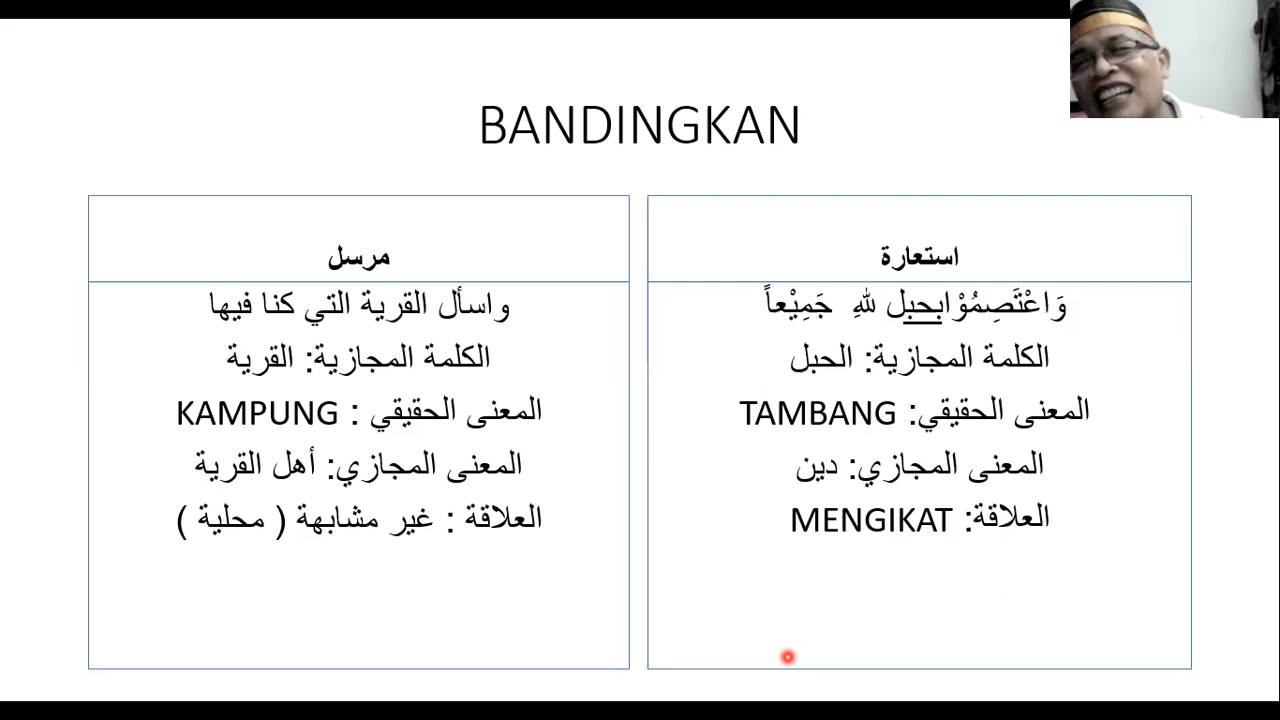 BANDINGKAN
استعارة
وَاعْتَصِمُوْابحبل للهِ جَمِيْعاً
الكلمة المجازية: الحبل
المعنى الحقيقي: TAMBANG
المعنى المجازي: دين
العلاقة: MENGIKAT
مرسل
واسأل القرية التي كنا فيها
الكلمة المجازية: القرية
المعنى الحقيقي : KAMPUNG
المعنى المجازي: أهل القرية
العلاقة : غير مشابهة ( محلية )